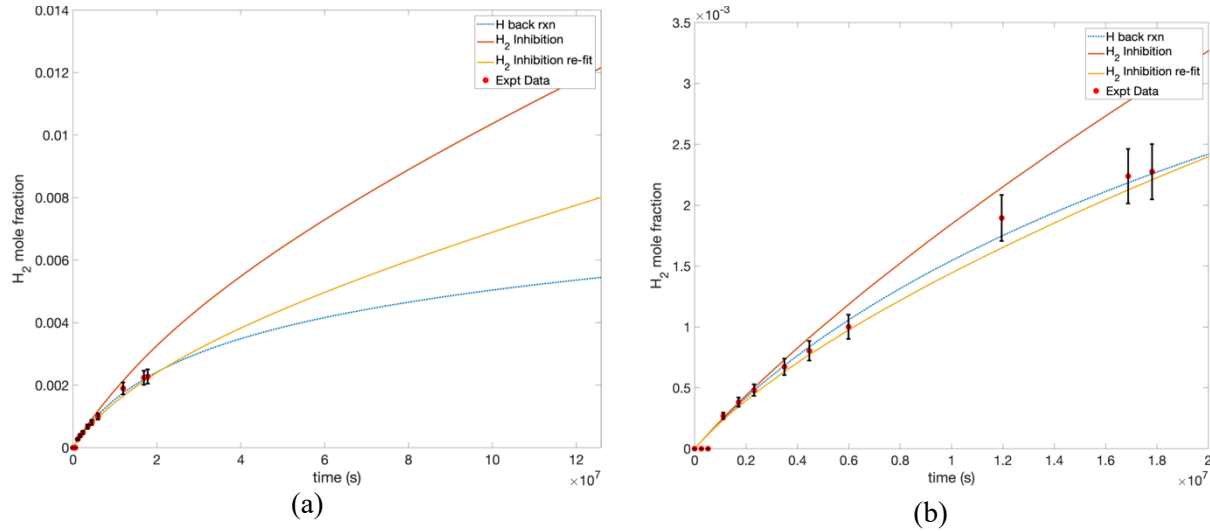 0.014
0.012
0.01
0.008
0.006
0.004
0.002
0
H₂ mole fraction
0 2 4 6 8 10 12
time (s)
×10⁷
H back rxn
H₂ Inhibition
H₂ Inhibition re-fit
Expt Data
(a)
×10⁻³
3.5
3
2.5
2
1.5
1
0.5
0
H₂ mole fraction
0 0.2 0.4 0.6 0.8 1 1.2 1.4 1.6 1.8 2
time (s)
×10⁷
H back rxn
H₂ Inhibition
H₂ Inhibition re-fit
Expt Data
(b)